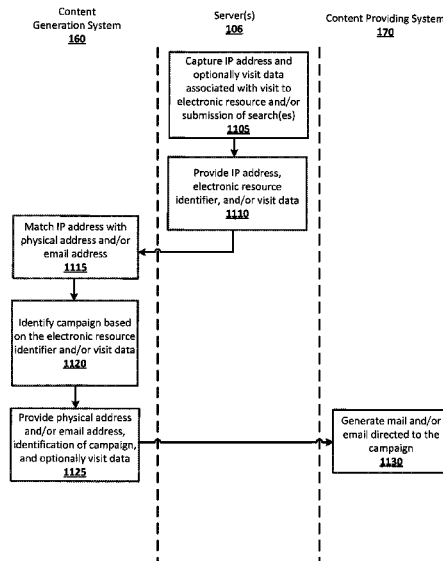 Content
Generation System
160
Server(s)
106
Content Providing System
170
Capture IP address and
optionally visit data
associated with visit to
electronic resource and/or
submission of search(es)
1105
Provide IP address,
electronic resource
identifier, and/or visit data
1110
Match IP address with
physical address and/or
email address
1115
Identify campaign based
on the electronic resource
identifier and/or visit data
1120
Provide physical address
and/or email address,
identification of campaign,
and optionally visit data
1125
Generate mail and/or
email directed to the
campaign
1130